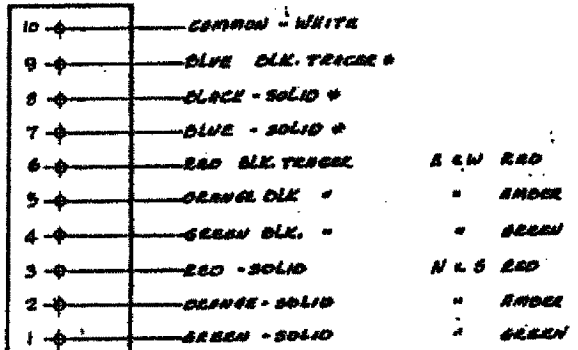 10 COMMON - WHITE
9 BLUE BLK. TRACER *
8 BLACK - SOLID *
7 BLUE - SOLID *
6 RED BLK. TRACER E & W RED
5 ORANGE BLK " " AMBER
4 GREEN BLK. " " GREEN
3 RED - SOLID N & S RED
2 ORANGE - SOLID " AMBER
1 GREEN - SOLID " GREEN